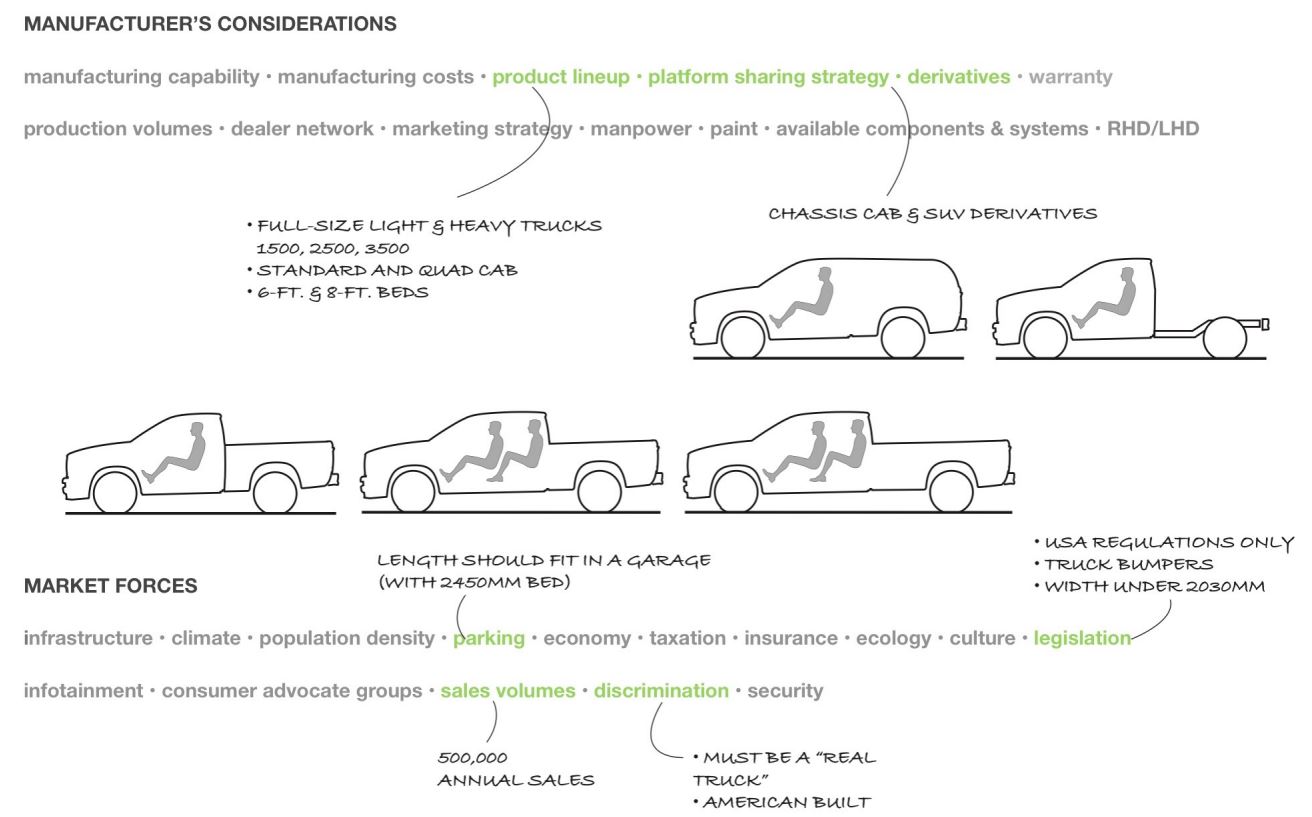 MANUFACTURER’S CONSIDERATIONS
manufacturing capability • manufacturing costs • product lineup • platform sharing strategy • derivatives • warranty
production volumes • dealer network • marketing strategy • manpower • paint • available components & systems • RHD/LHD
• FULL-SIZE LIGHT & HEAVY TRUCKS
1500, 2500, 3500
• STANDARD AND QUAD CAB
• 6-FT. & 8-FT. BEDS
CHASSIS CAB & SUV DERIVATIVES
LENGTH SHOULD FIT IN A GARAGE
(WITH 2450MM BED)
• USA REGULATIONS ONLY
• TRUCK BUMPERS
• WIDTH UNDER 2030MM
MARKET FORCES
infrastructure • climate • population density • parking • economy • taxation • insurance • ecology • culture • legislation
infotainment • consumer advocate groups • sales volumes • discrimination • security
500,000
ANNUAL SALES
• MUST BE A “REAL
TRUCK”
• AMERICAN BUILT